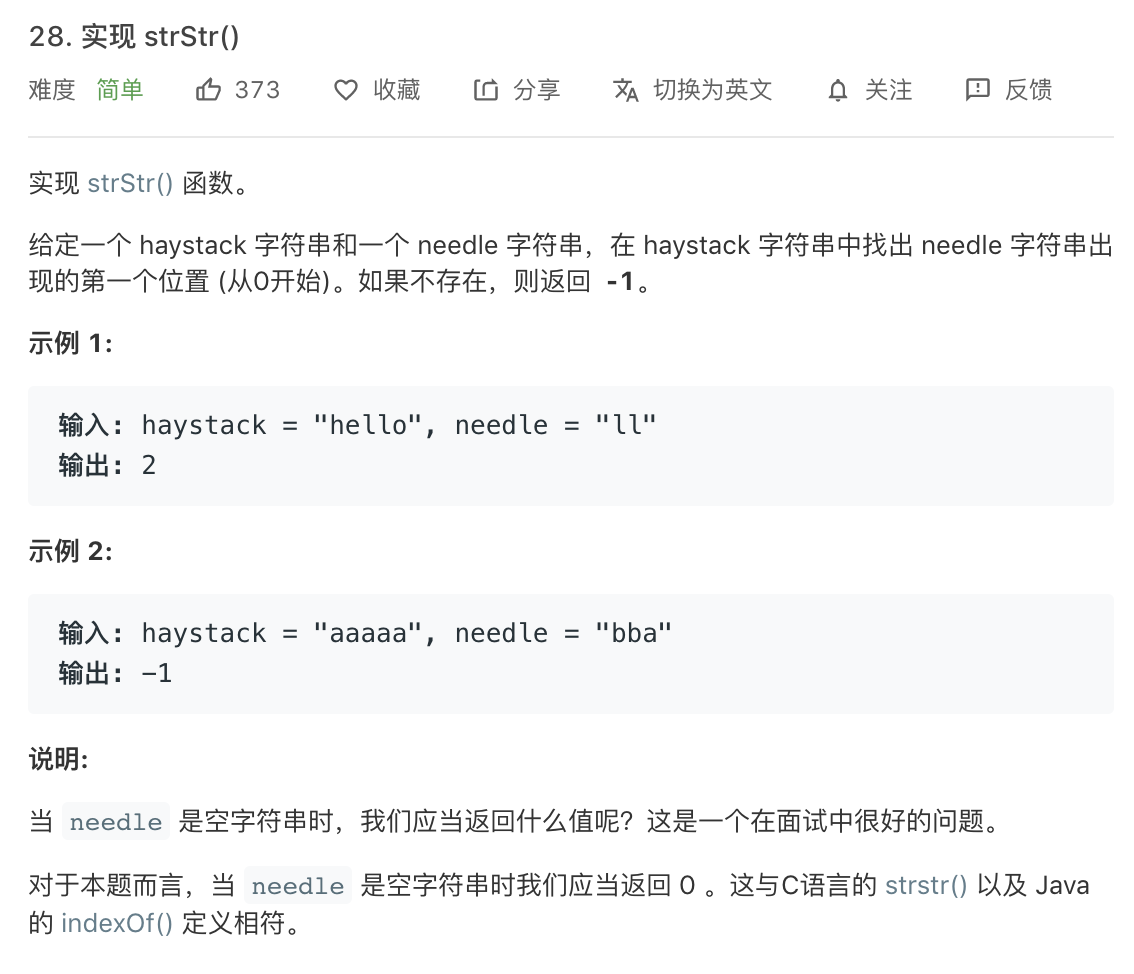 28. 实现 strStr()
难度 简单 373 收藏 分享 切换为英文 关注 反馈
实现 strStr() 函数。
给定一个 haystack 字符串和一个 needle 字符串，在 haystack 字符串中找出 needle 字符串出
现的第一个位置 (从0开始)。如果不存在，则返回 -1。
示例 1:
输入: haystack = "hello", needle = "ll"
输出: 2
示例 2:
输入: haystack = "aaaaa", needle = "bba"
输出: -1
说明:
当 needle 是空字符串时，我们应当返回什么值呢？这是一个在面试中很好的问题。
对于本题而言，当 needle 是空字符串时我们应当返回 0 。这与C语言的 strstr() 以及 Java
的 indexOf() 定义相符。